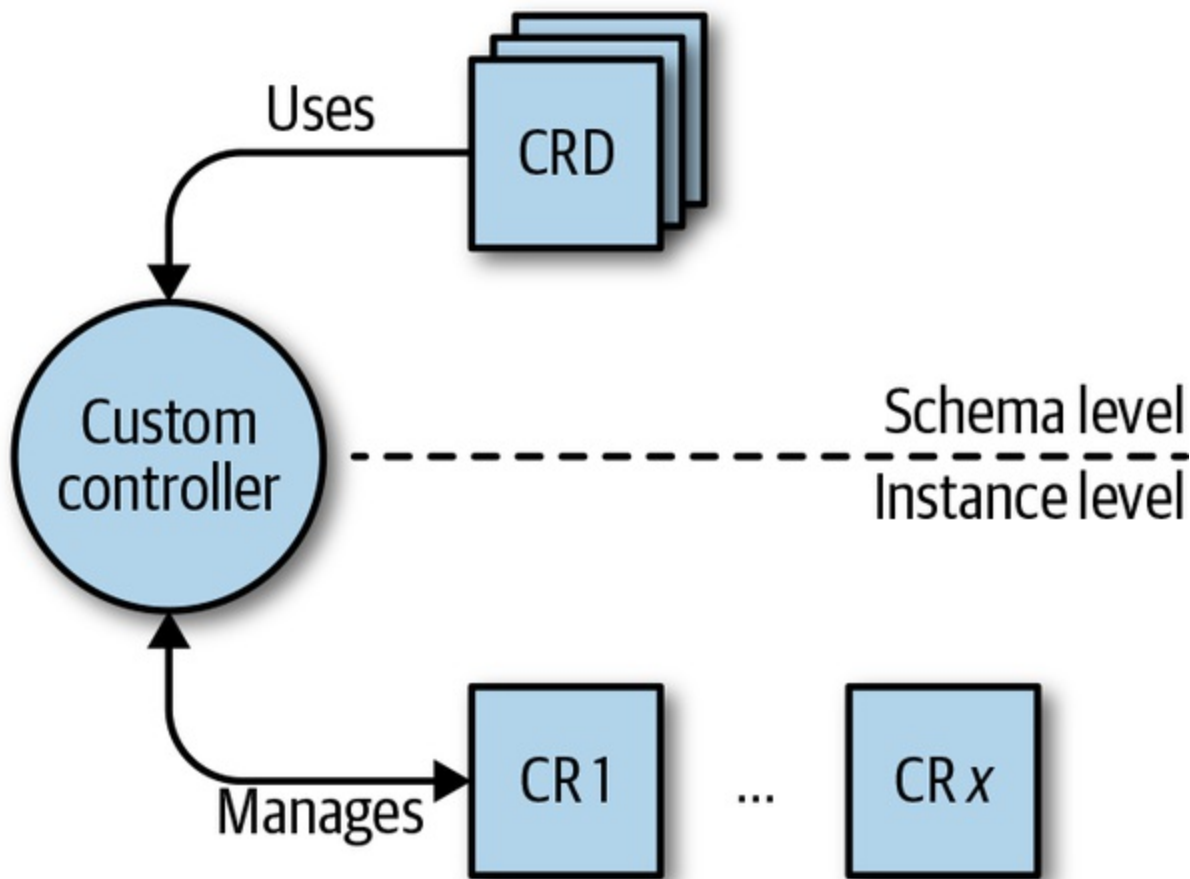 Uses
CRD
Custom
controller
Schema level
Instance level
Manages
CR 1
...
CR x